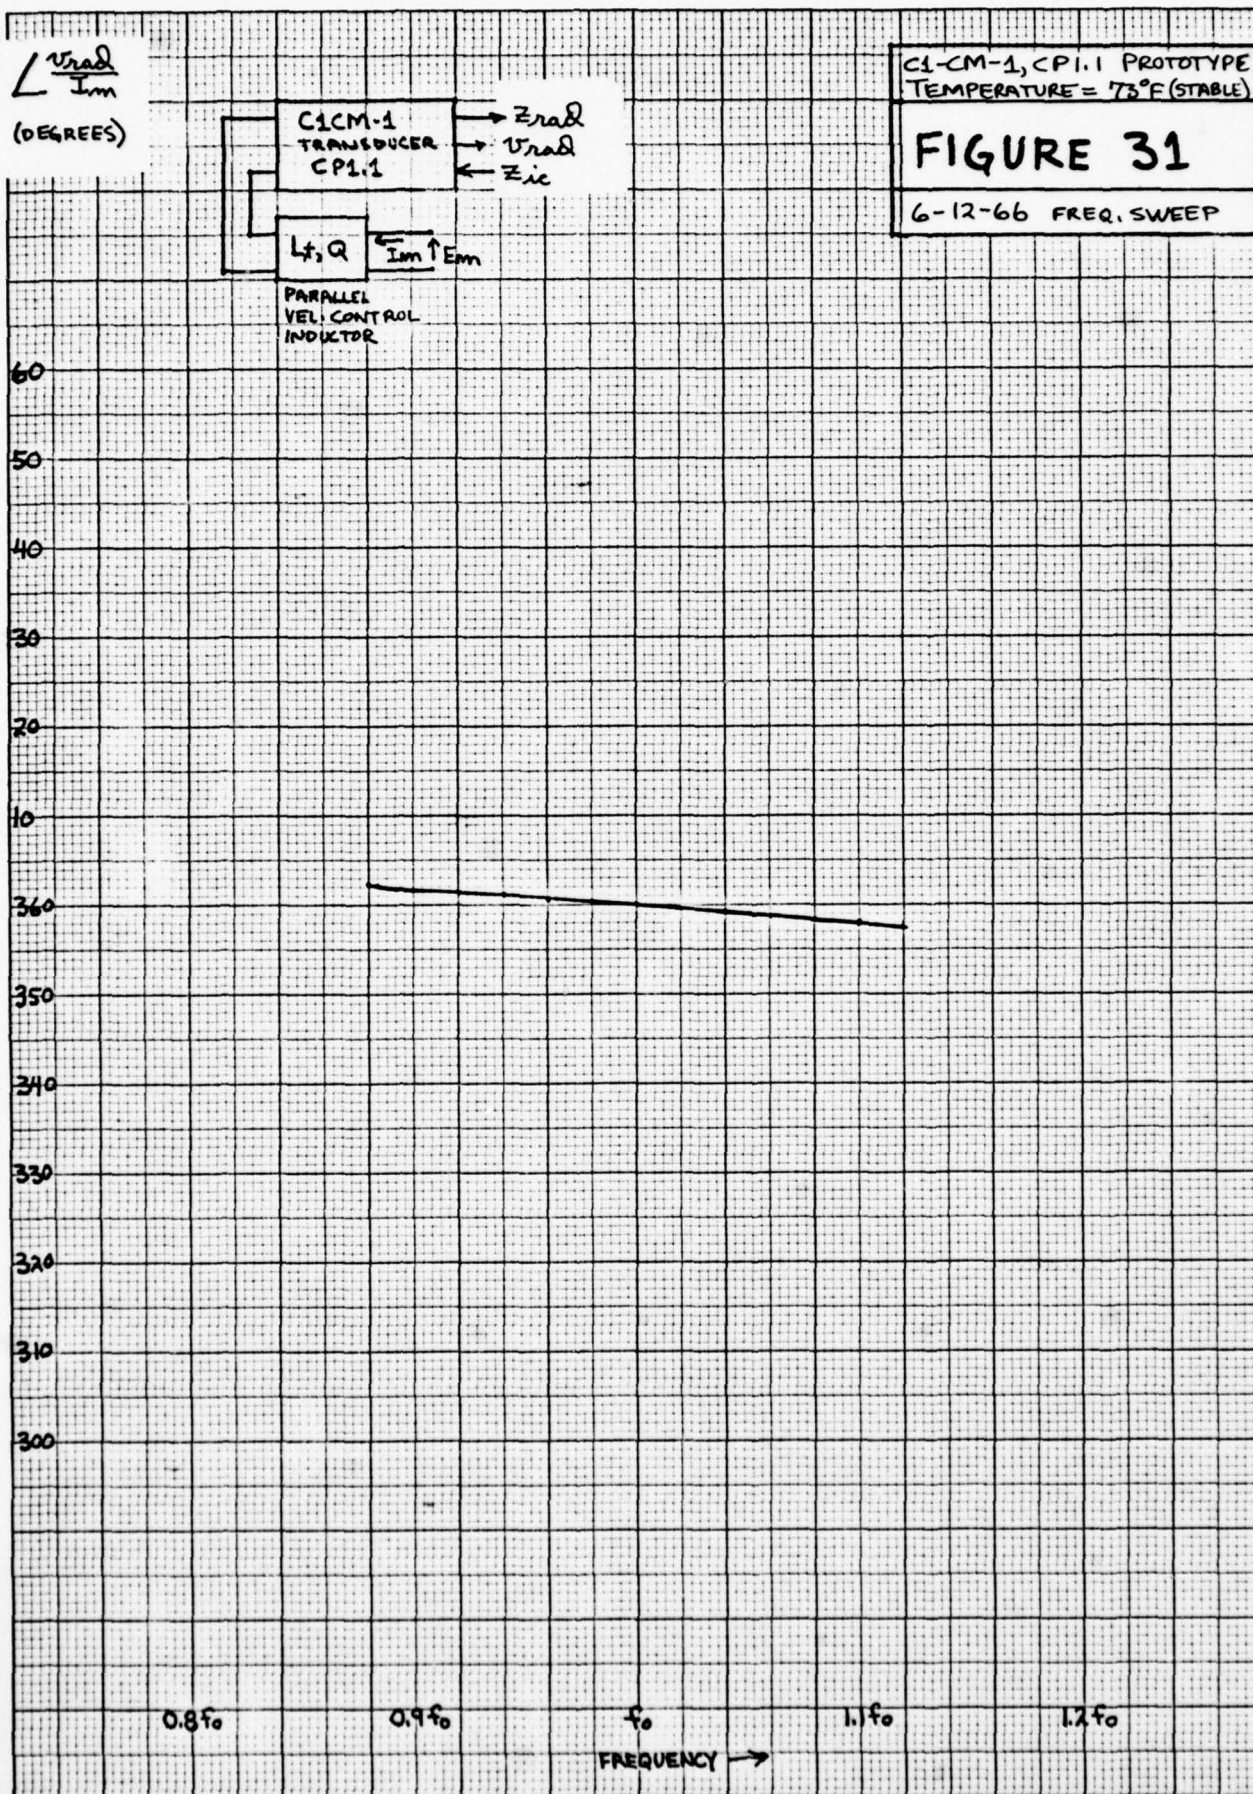 ∠ Vrad/Im
(DEGREES)
C1CM-1
TRANSDUCER
CP1.1
Zrad
Vrad
Zic
Lt, Q
Im
Em
PARALLEL
VEL. CONTROL
INDUCTOR
C1-CM-1, CP1.1 PROTOTYPE
TEMPERATURE = 73°F (STABLE)
FIGURE 31
6-12-66 FREQ. SWEEP
60
50
40
30
20
10
360
350
340
330
320
310
300
0.8f₀ 0.9f₀ f₀ 1.1f₀ 1.2f₀
FREQUENCY →